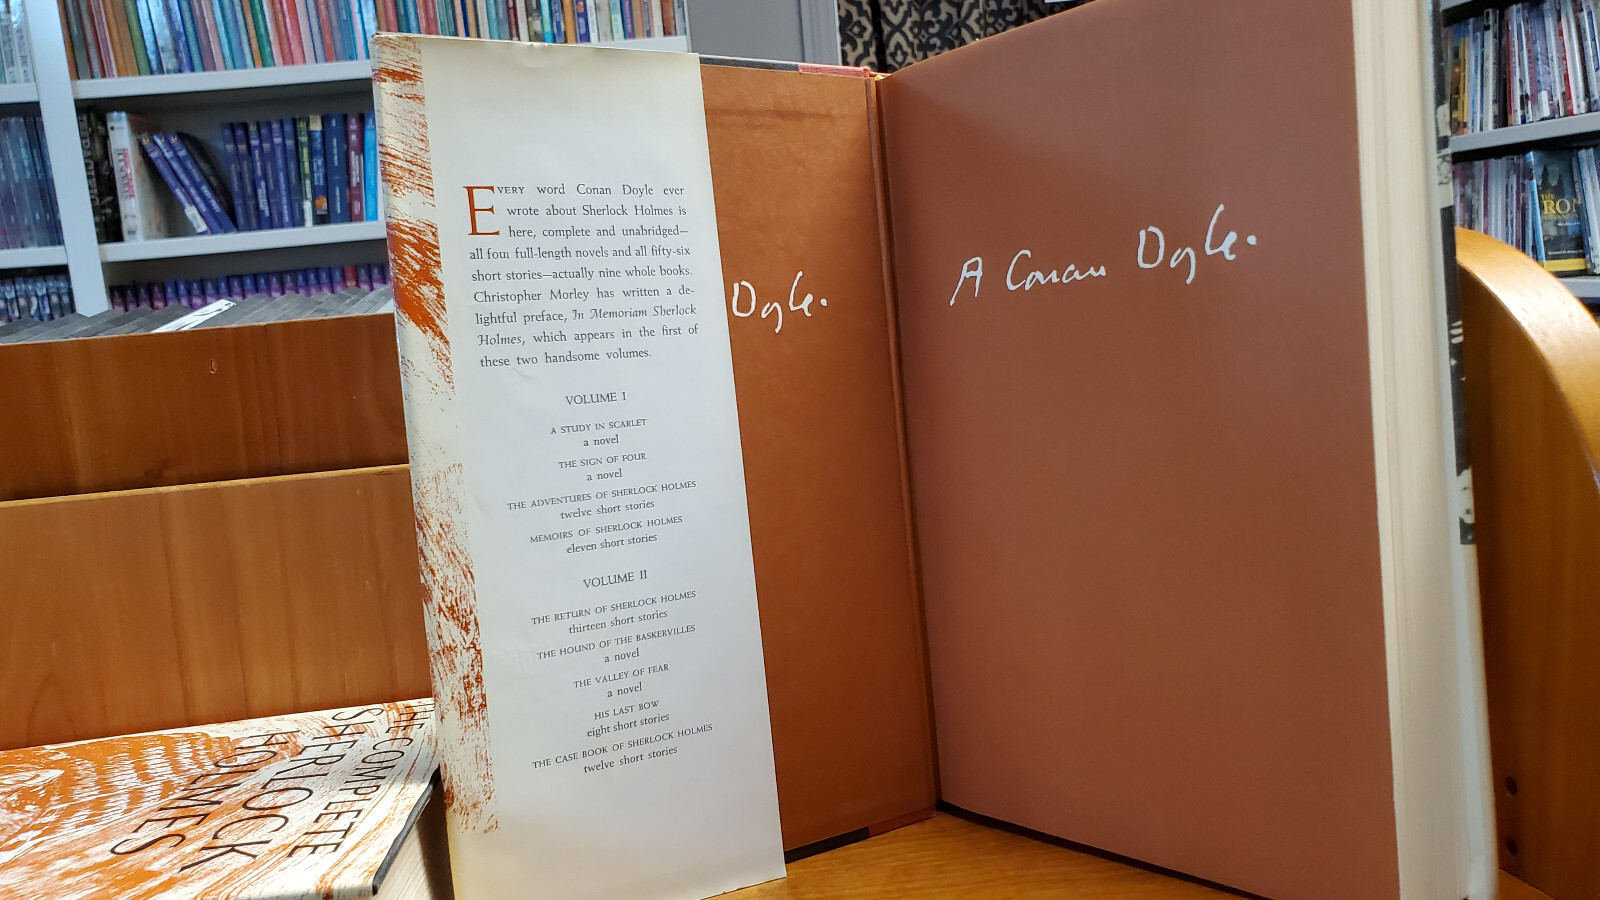 EVERY word Conan Doyle ever
wrote about Sherlock Holmes is
here, complete and unabridged—
all four full-length novels and all fifty-six
short stories—actually nine whole books.
Christopher Morley has written a de-
lightful preface, In Memoriam Sherlock
Holmes, which appears in the first of
these two handsome volumes.
VOLUME I
A STUDY IN SCARLET
a novel
THE SIGN OF FOUR
a novel
THE ADVENTURES OF SHERLOCK HOLMES
twelve short stories
MEMOIRS OF SHERLOCK HOLMES
eleven short stories
VOLUME II
THE RETURN OF SHERLOCK HOLMES
thirteen short stories
THE HOUND OF THE BASKERVILLES
a novel
THE VALLEY OF FEAR
a novel
HIS LAST BOW
eight short stories
THE CASE BOOK OF SHERLOCK HOLMES
twelve short stories
Doyle.
A Conan Doyle.
THE COMPLETE
SHERLOCK
HOLMES